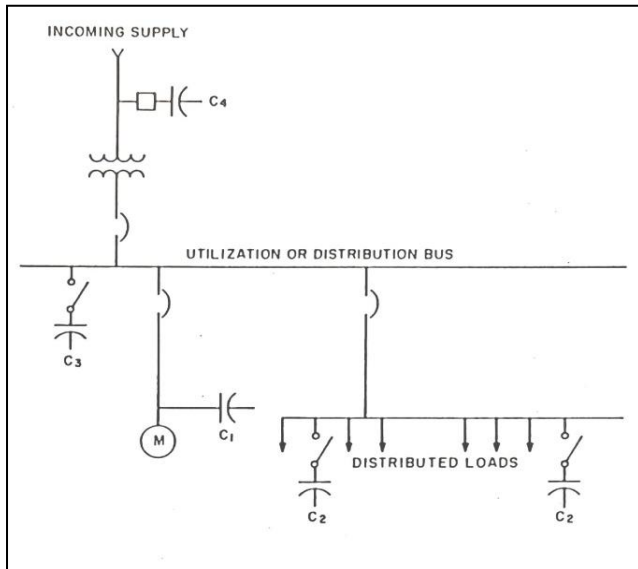 INCOMING SUPPLY
C4
UTILIZATION OR DISTRIBUTION BUS
C3
C1
M
DISTRIBUTED LOADS
C2
C2